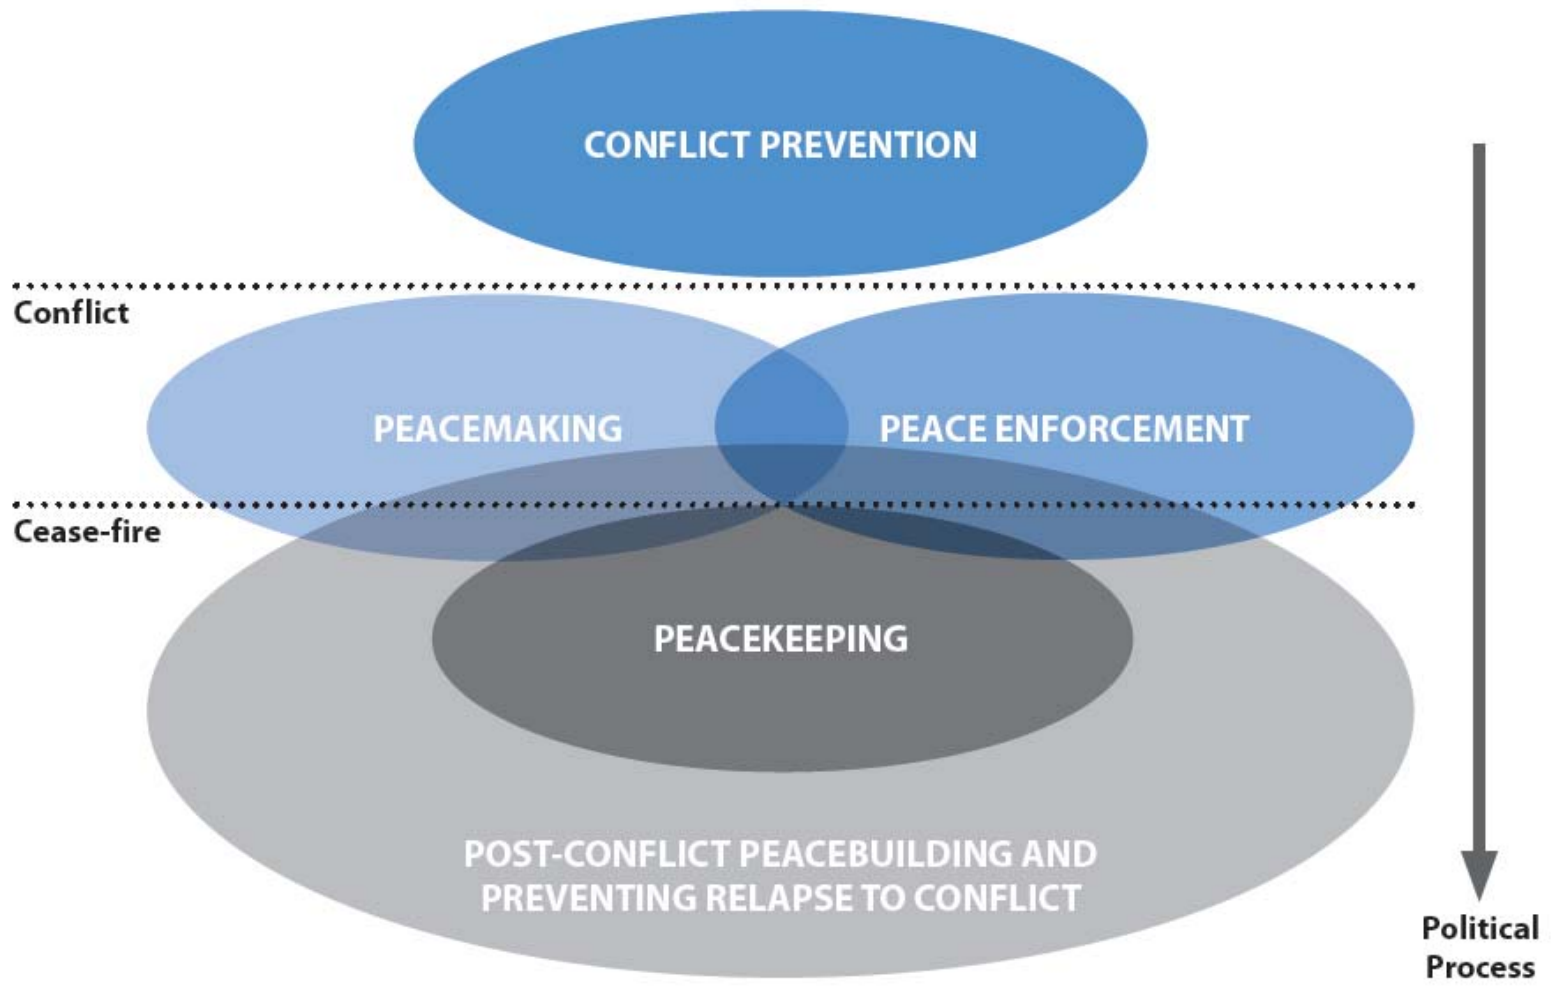 CONFLICT PREVENTION
Conflict
PEACEMAKING
PEACE ENFORCEMENT
Cease-fire
PEACEKEEPING
POST-CONFLICT PEACEBUILDING AND
PREVENTING RELAPSE TO CONFLICT
Political
Process